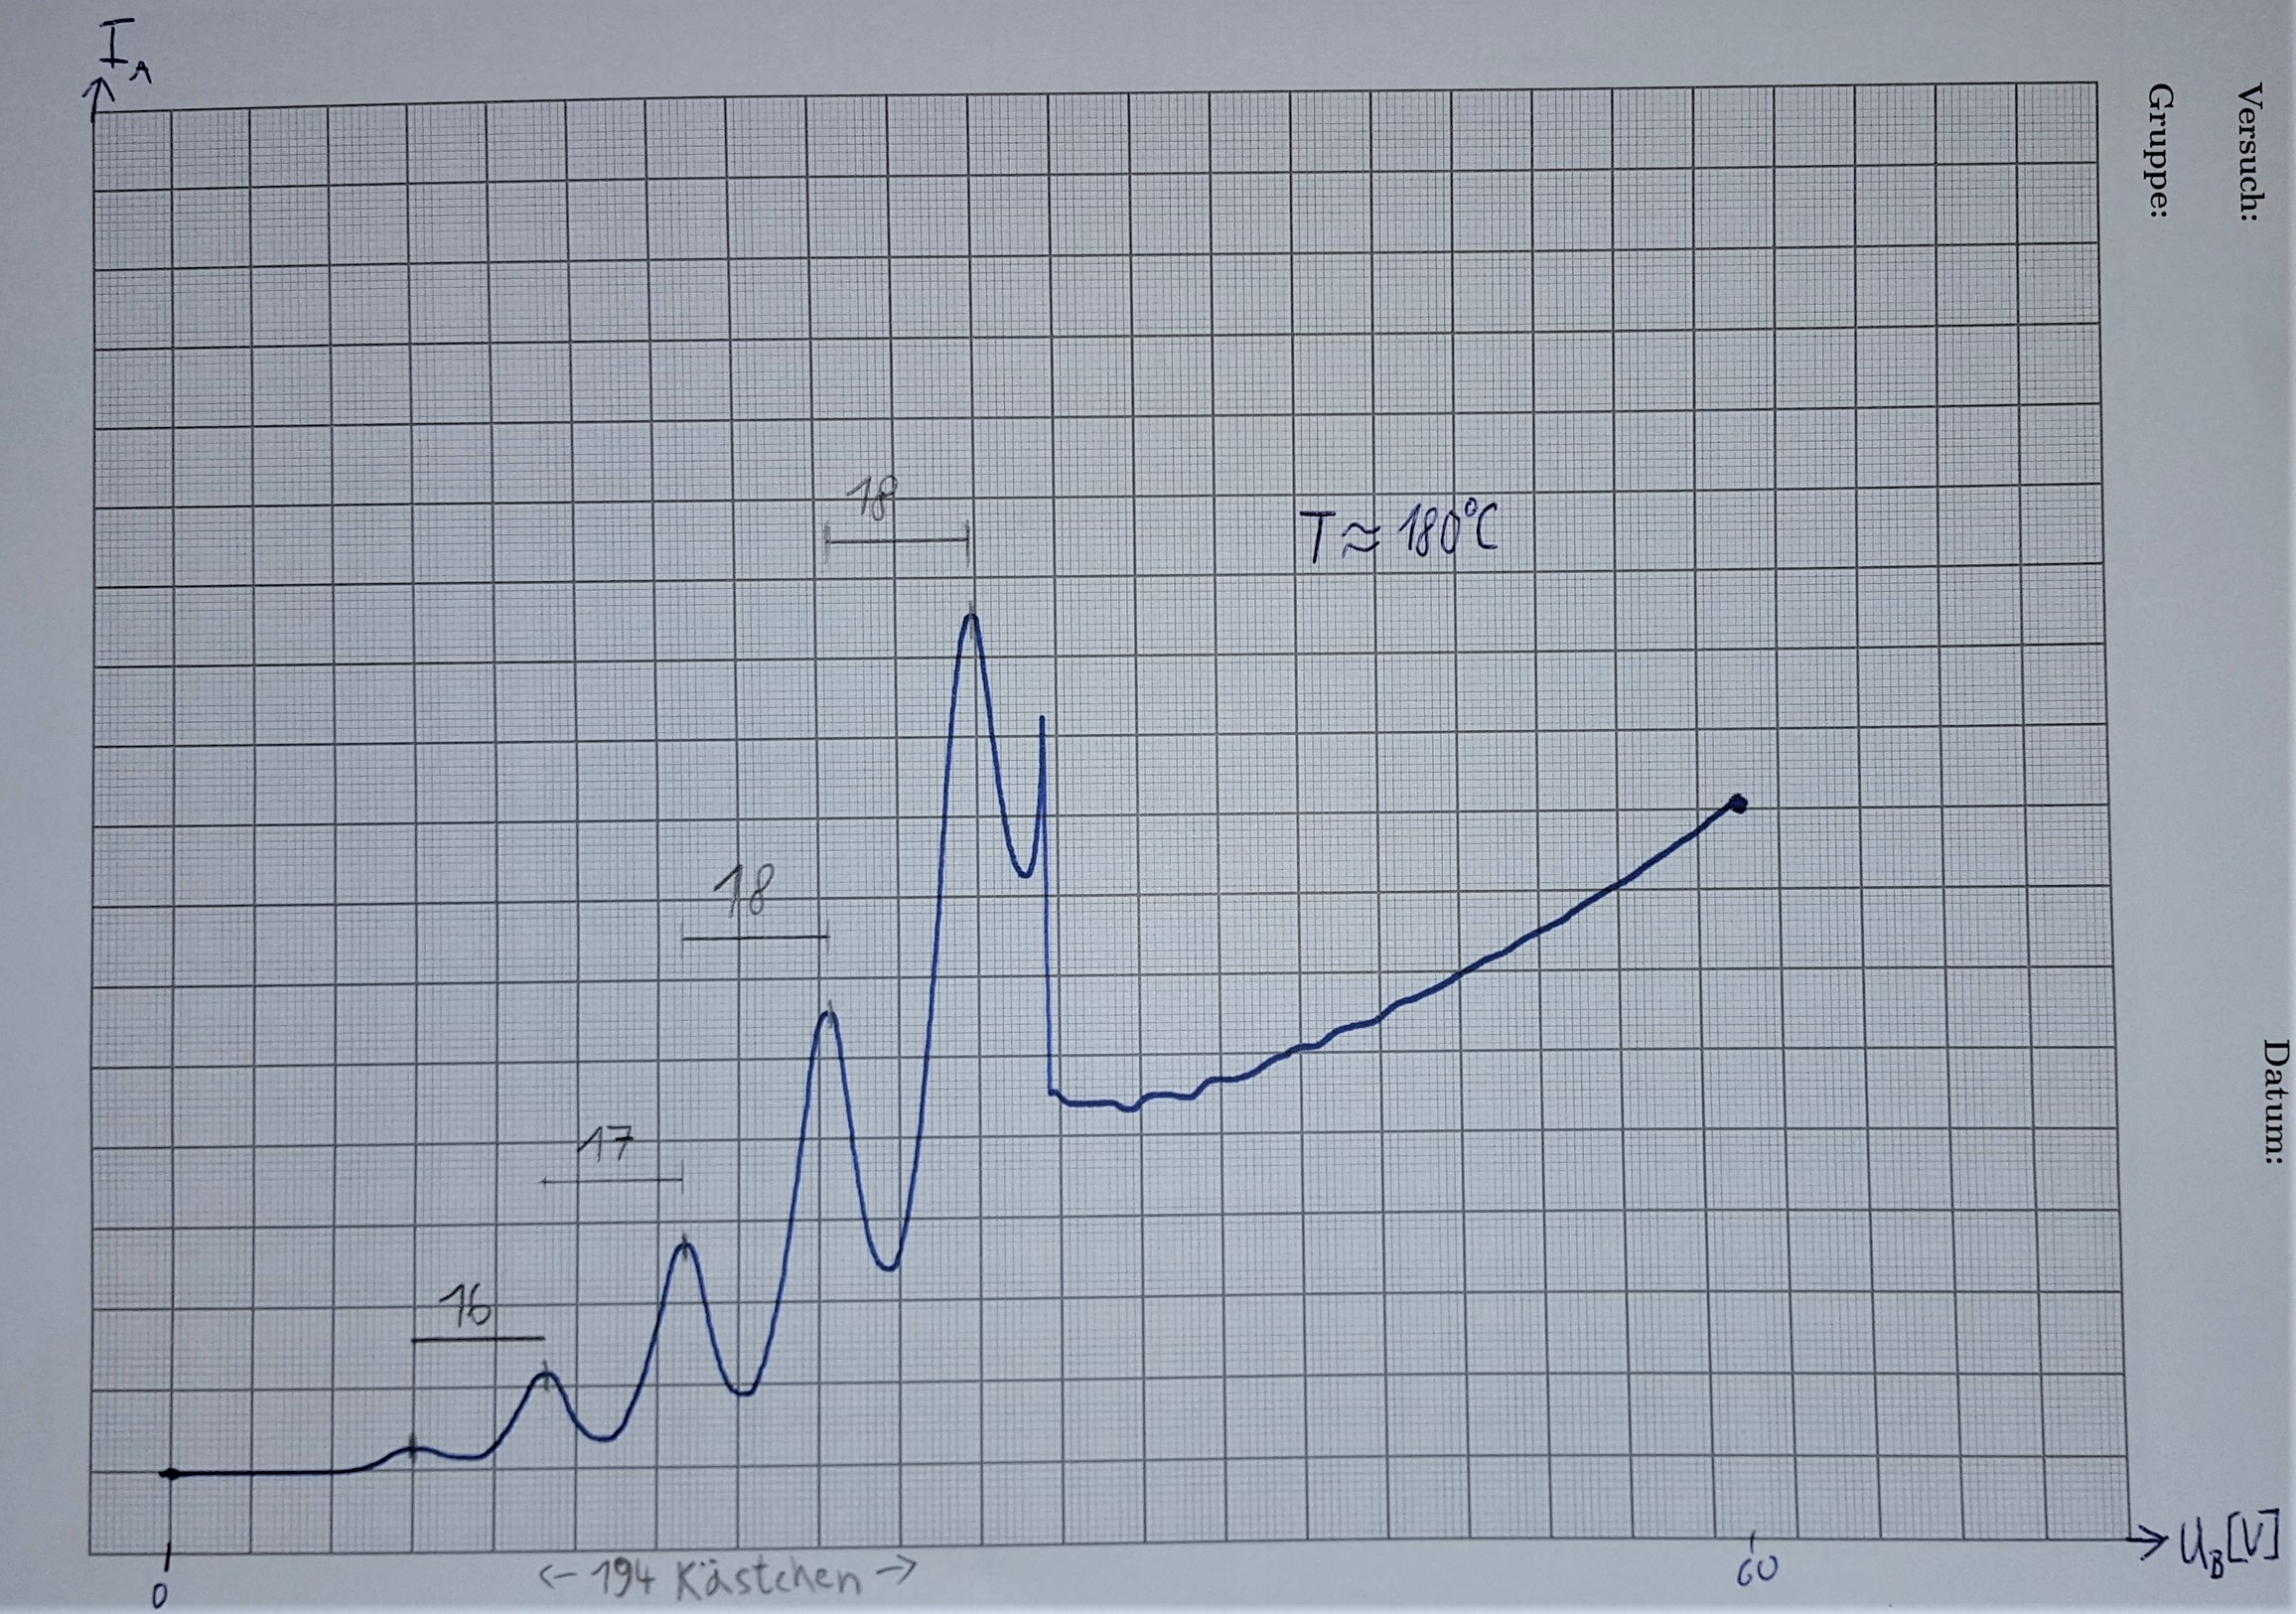 I_A
Versuch:
Gruppe:
18
T ≈ 180°C
18
Datum:
17
16
U_B[V]
0
<- 194 Kästchen ->
60